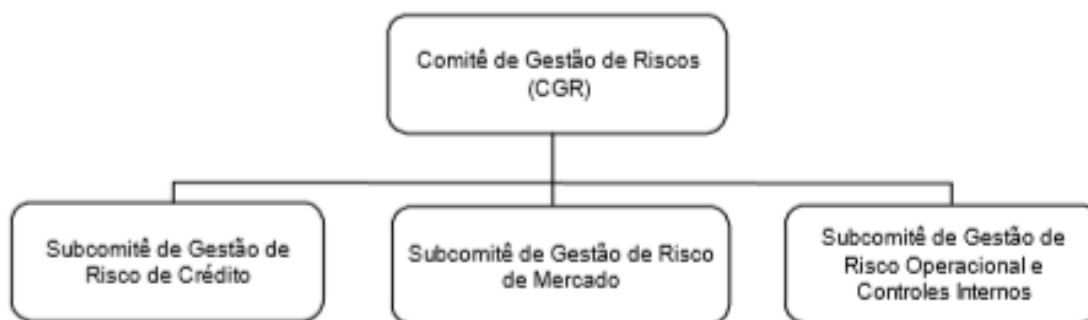 Comitê de Gestão de Riscos
(CGR)
Subcomitê de Gestão de
Risco de Crédito
Subcomitê de Gestão de Risco
de Mercado
Subcomitê de Gestão de
Risco Operacional e
Controles Internos